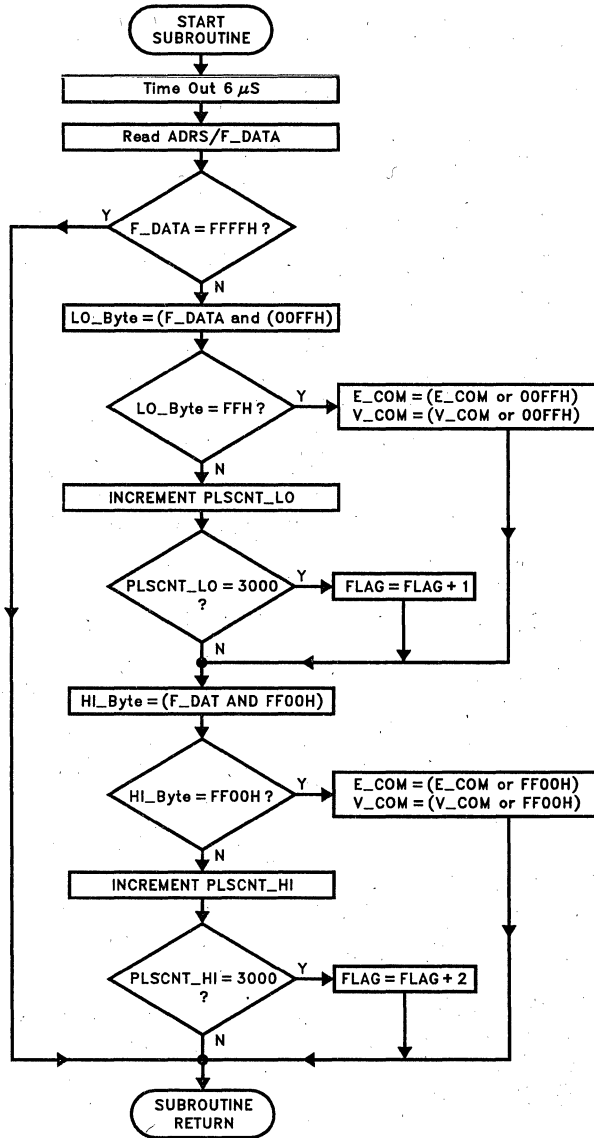 START
SUBROUTINE
Time Out 6 μS
Read ADRS/F_DATA
Y
F_DATA = FFFFH ?
N
LO_Byte = (F_DATA and (00FFH)
LO_Byte = FFH ?
Y
E_COM = (E_COM or 00FFH)
V_COM = (V_COM or 00FFH)
N
INCREMENT PLSCNT_LO
PLSCNT_LO = 3000
?
Y
FLAG = FLAG + 1
N
HI_Byte = (F_DAT AND FF00H)
HI_Byte = FF00H ?
Y
E_COM = (E_COM or FF00H)
V_COM = (V_COM or FF00H)
N
INCREMENT PLSCNT_HI
PLSCNT_HI = 3000
?
Y
FLAG = FLAG + 2
N
SUBROUTINE
RETURN